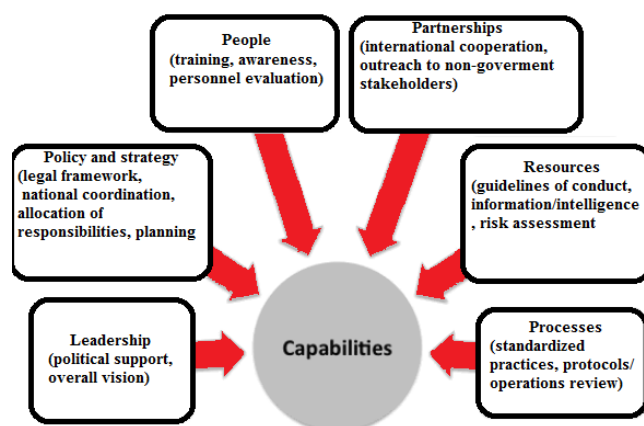 People
(training, awareness,
personnel evaluation)
Partnerships
(international cooperation,
outreach to non-goverment
stakeholders)
Policy and strategy
(legal framework,
national coordination,
allocation of
responsibilities, planning
Resources
(guidelines of conduct,
information/intelligence
, risk assessment
Leadership
(political support,
overall vision)
Capabilities
Processes
(standardized
practices, protocols/
operations review)